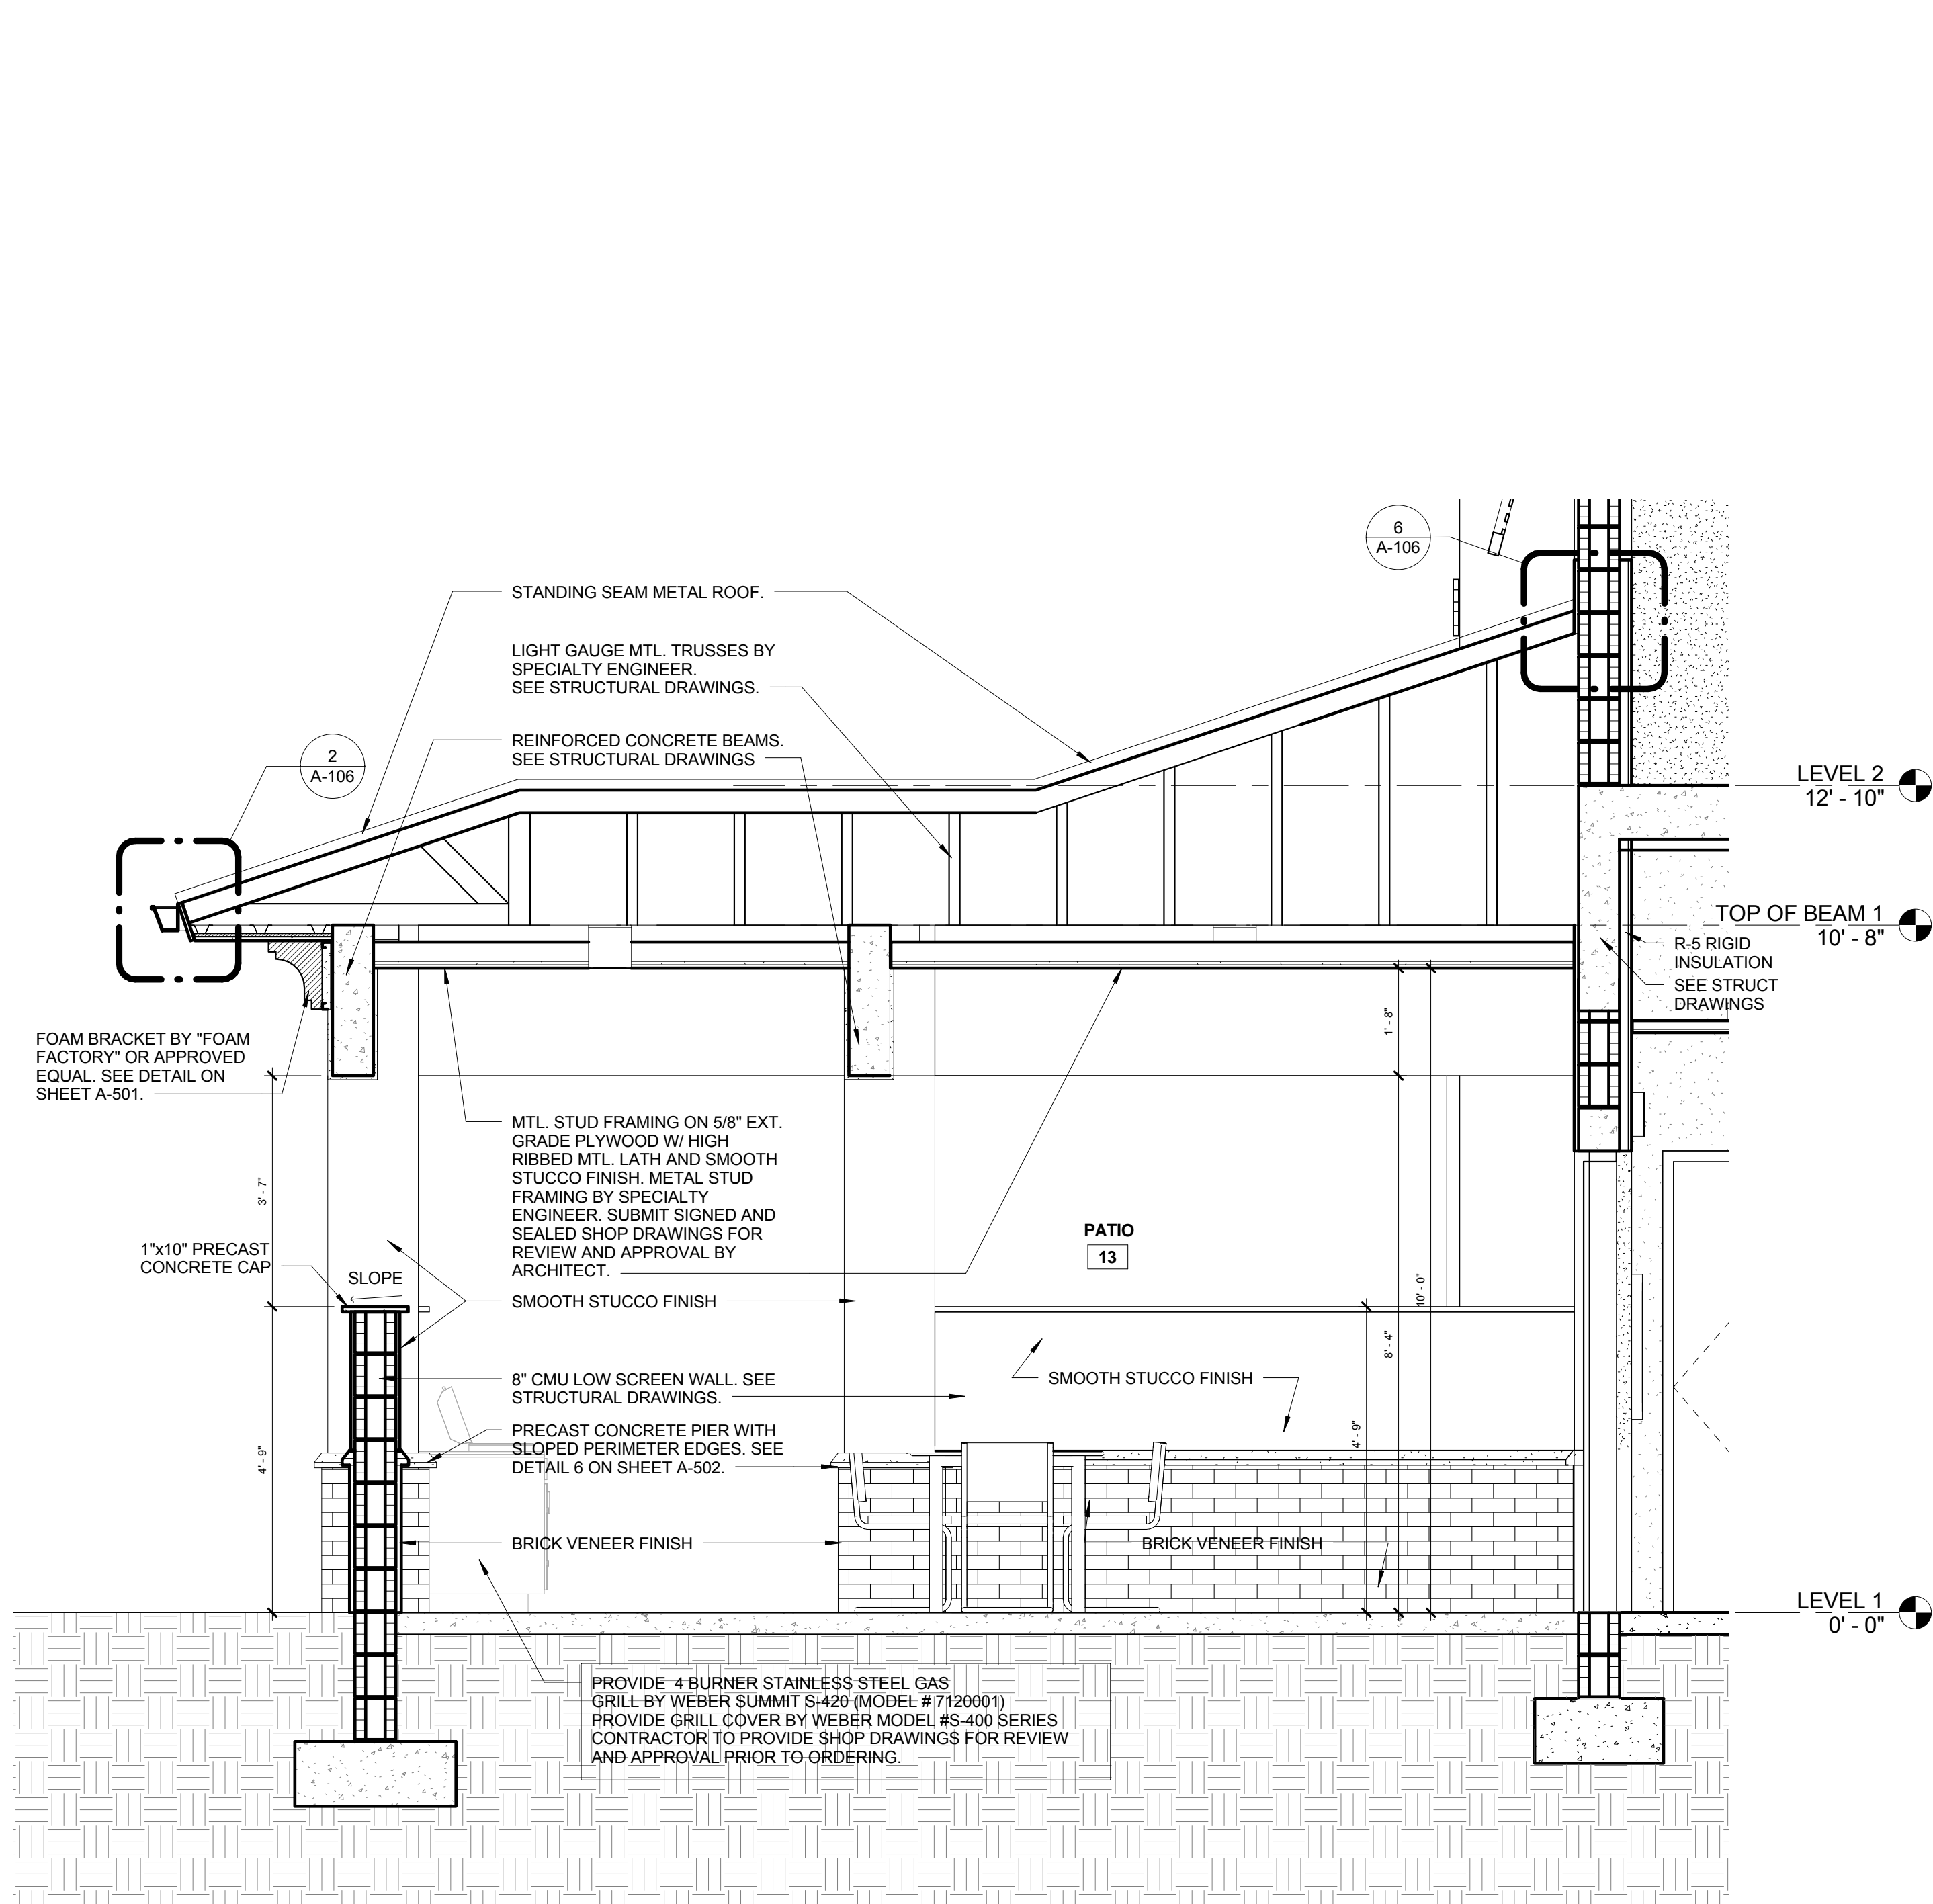 6
A-106
STANDING SEAM METAL ROOF.
LIGHT GAUGE MTL. TRUSSES BY
SPECIALTY ENGINEER.
SEE STRUCTURAL DRAWINGS.
REINFORCED CONCRETE BEAMS.
SEE STRUCTURAL DRAWINGS
2
A-106
LEVEL 2
12' - 10"
TOP OF BEAM 1
10' - 8"
R-5 RIGID
INSULATION
SEE STRUCT
DRAWINGS
FOAM BRACKET BY "FOAM
FACTORY" OR APPROVED
EQUAL. SEE DETAIL ON
SHEET A-501.
1' - 8"
MTL. STUD FRAMING ON 5/8" EXT.
GRADE PLYWOOD W/ HIGH
RIBBED MTL. LATH AND SMOOTH
STUCCO FINISH. METAL STUD
FRAMING BY SPECIALTY
ENGINEER. SUBMIT SIGNED AND
SEALED SHOP DRAWINGS FOR
REVIEW AND APPROVAL BY
ARCHITECT.
3' - 7"
PATIO
13
1"x10" PRECAST
CONCRETE CAP
SLOPE
SMOOTH STUCCO FINISH
10' - 0"
8' - 4"
8" CMU LOW SCREEN WALL. SEE
STRUCTURAL DRAWINGS.
SMOOTH STUCCO FINISH
PRECAST CONCRETE PIER WITH
SLOPED PERIMETER EDGES. SEE
DETAIL 6 ON SHEET A-502.
4' - 9"
4' - 9"
BRICK VENEER FINISH
BRICK VENEER FINISH
LEVEL 1
0' - 0"
PROVIDE 4 BURNER STAINLESS STEEL GAS
GRILL BY WEBER SUMMIT S-420 (MODEL # 7120001)
PROVIDE GRILL COVER BY WEBER MODEL #S-400 SERIES
CONTRACTOR TO PROVIDE SHOP DRAWINGS FOR REVIEW
AND APPROVAL PRIOR TO ORDERING.